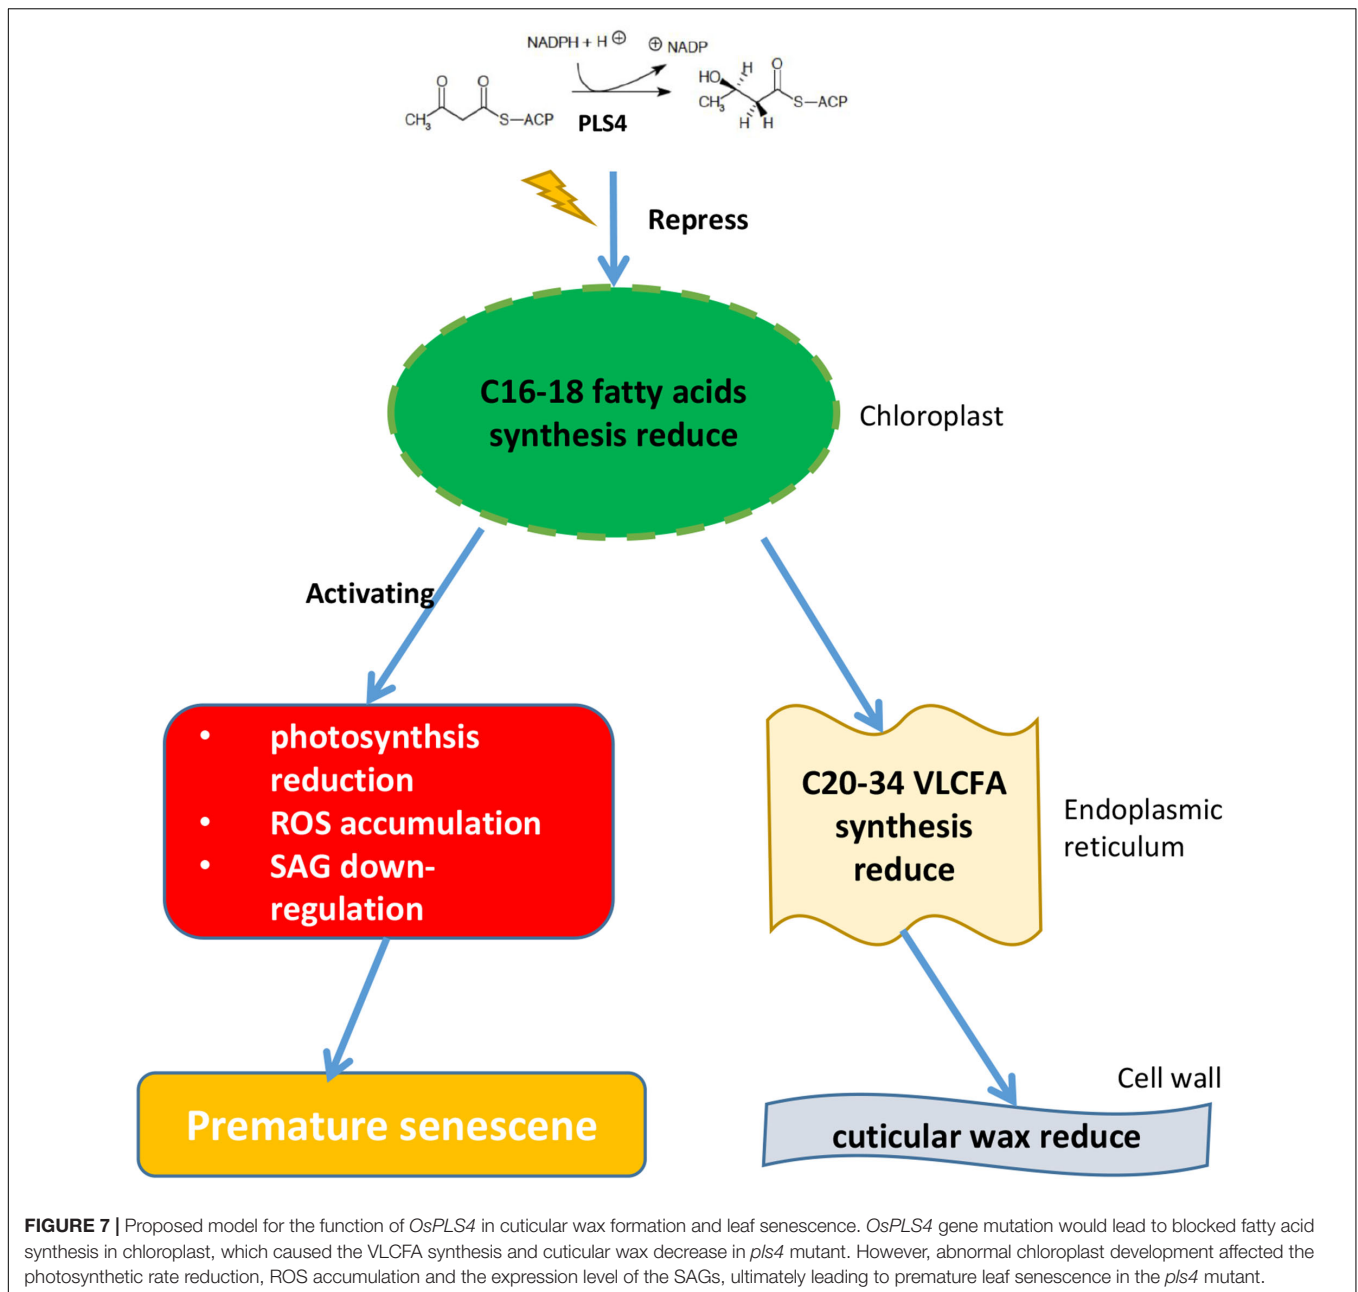 NADPH + H ⊕ ⊕ NADP
O O
CH3 S—ACP
PLS4
HO H O
CH3 S—ACP
H H
Repress
C16-18 fatty acids
synthesis reduce
Chloroplast
Activating
• photosynthsis
reduction
• ROS accumulation
• SAG down-
regulation
C20-34 VLCFA
synthesis
reduce
Endoplasmic
reticulum
Premature senescene
Cell wall
cuticular wax reduce
FIGURE 7 | Proposed model for the function of OsPLS4 in cuticular wax formation and leaf senescence. OsPLS4 gene mutation would lead to blocked fatty acid
synthesis in chloroplast, which caused the VLCFA synthesis and cuticular wax decrease in pls4 mutant. However, abnormal chloroplast development affected the
photosynthetic rate reduction, ROS accumulation and the expression level of the SAGs, ultimately leading to premature leaf senescence in the pls4 mutant.